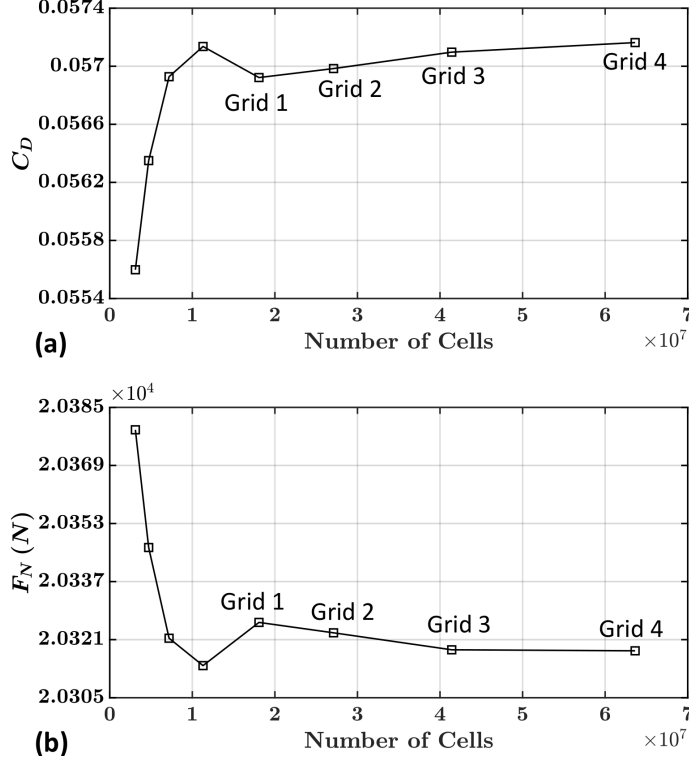 0.0574
0.057
0.0566
0.0562
0.0558
0.0554
C_D
Grid 1
Grid 2
Grid 3
Grid 4
0 1 2 3 4 5 6 7
Number of Cells
×10^7
(a)
×10^4
2.0385
2.0369
2.0353
2.0337
2.0321
2.0305
F_N (N)
Grid 1
Grid 2
Grid 3
Grid 4
0 1 2 3 4 5 6 7
Number of Cells
×10^7
(b)